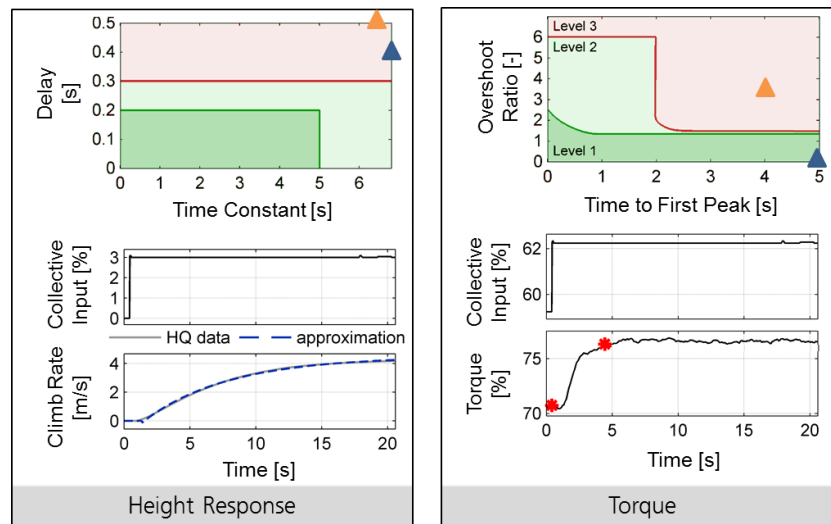 0.5
0.4
0.3
0.2
0.1
0
Delay
[s]
0 1 2 3 4 5 6
Time Constant [s]
3
2
1
0
Collective
Input [%]
HQ data approximation
4
2
0
Climb Rate
[m/s]
0 5 10 15 20
Time [s]
Height Response
6
5
4
3
2
1
0
Overshoot
Ratio [-]
Level 3
Level 2
Level 1
0 1 2 3 4 5
Time to First Peak [s]
62
60
Collective
Input [%]
75
70
Torque
[%]
0 5 10 15 20
Time [s]
Torque